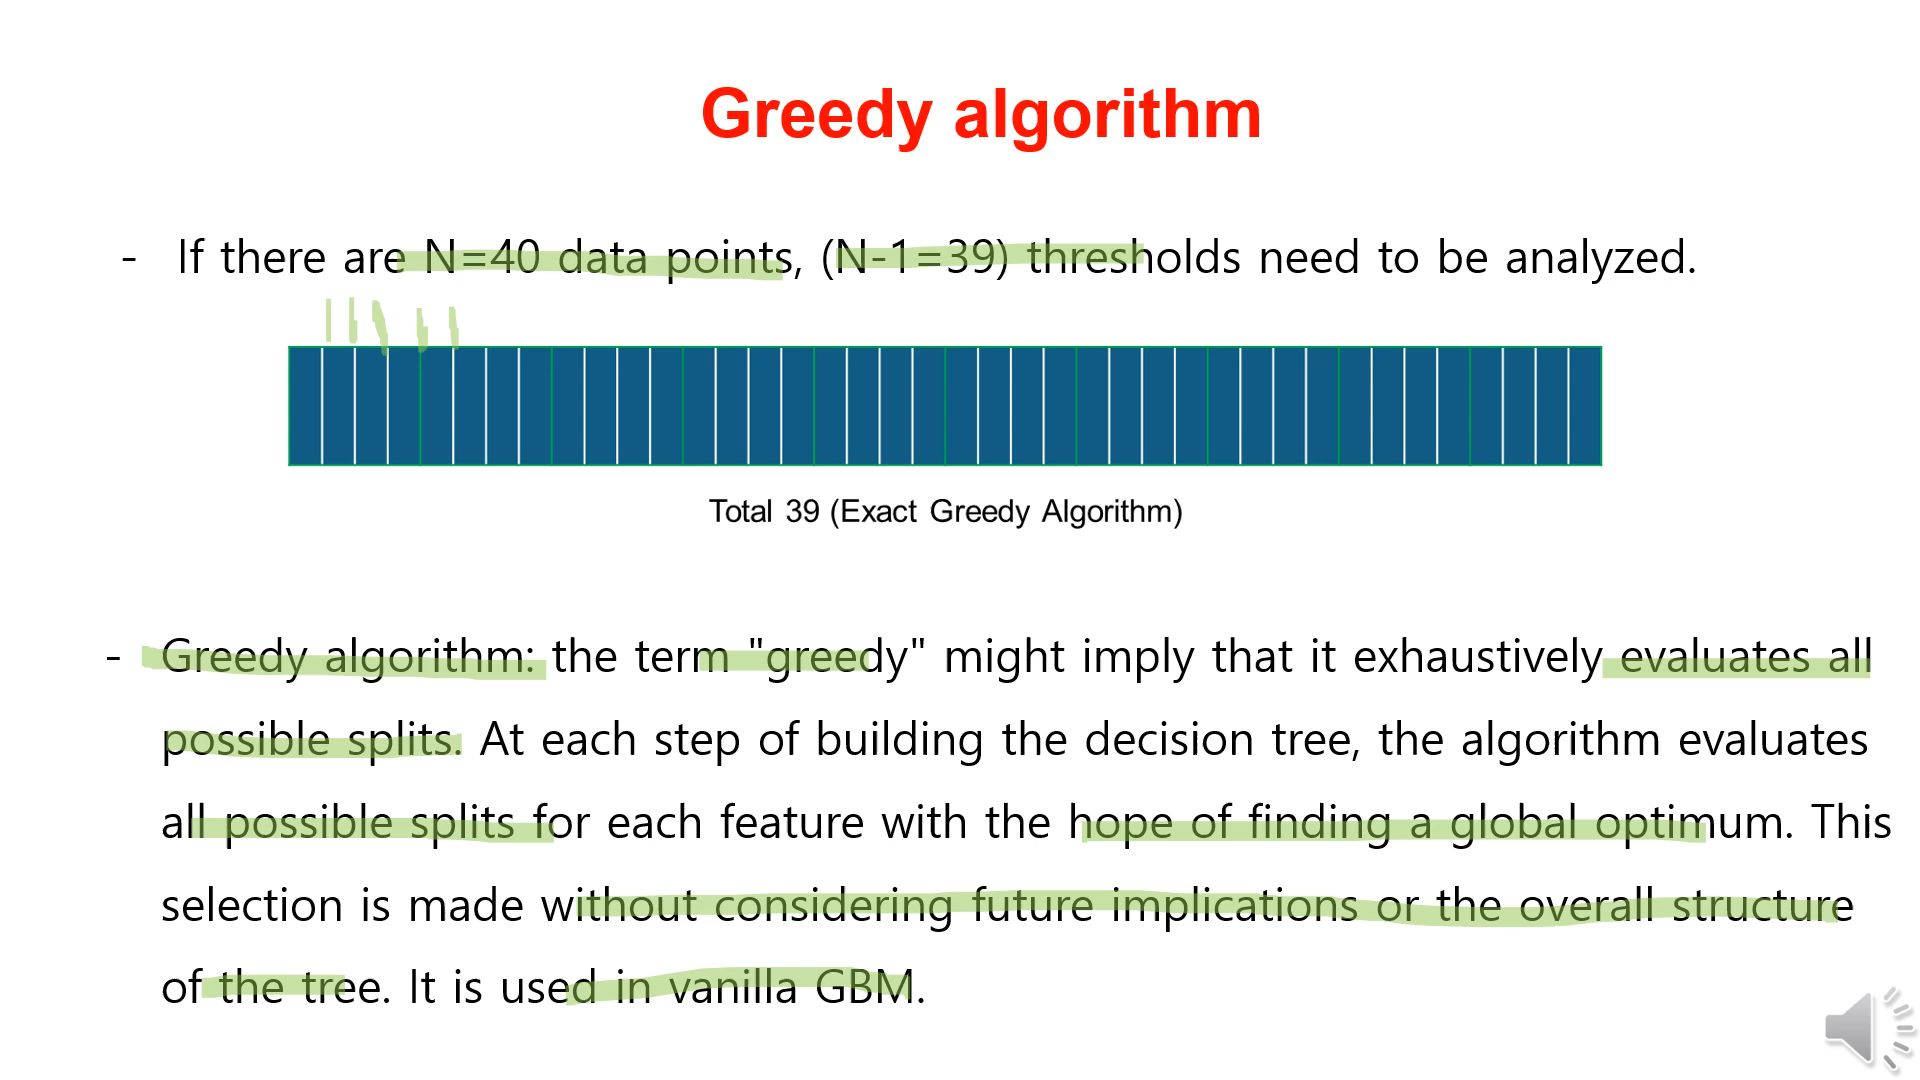 Greedy algorithm
- If there are N=40 data points, (N-1=39) thresholds need to be analyzed.
Total 39 (Exact Greedy Algorithm)
- Greedy algorithm: the term "greedy" might imply that it exhaustively evaluates all
possible splits. At each step of building the decision tree, the algorithm evaluates
all possible splits for each feature with the hope of finding a global optimum. This
selection is made without considering future implications or the overall structure
of the tree. It is used in vanilla GBM.